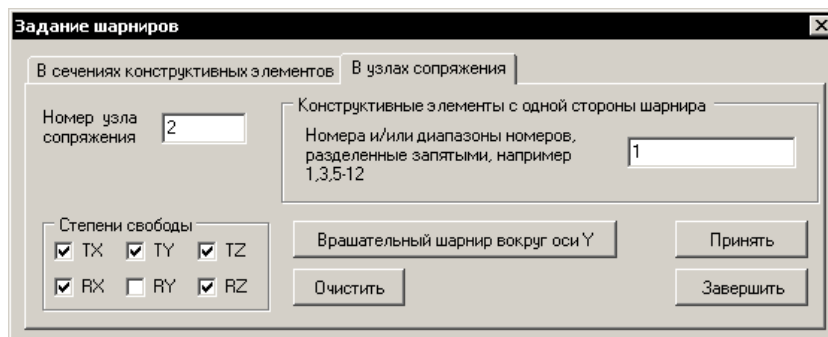 Задание шарниров
В сечениях конструктивных элементов
В узлах сопряжения
Номер узла
сопряжения
2
Конструктивные элементы с одной стороны шарнира
Номера и/или диапазоны номеров,
разделенные запятыми, например
1,3,5-12
1
Степени свободы
TX TY TZ
RX RY RZ
Врашательный шарнир вокруг оси Y
Принять
Очистить
Завершить